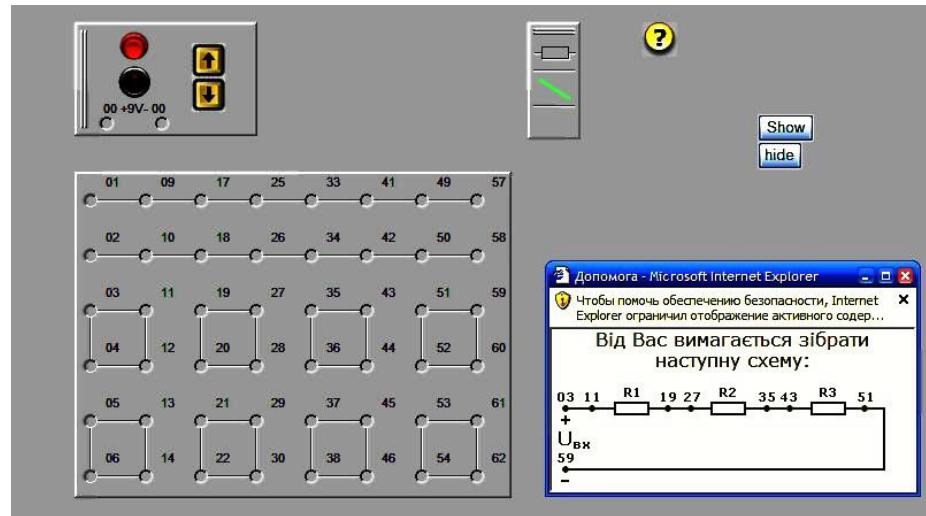 00 +9V- 00
?
Show
hide
01 09 17 25 33 41 49 57
02 10 18 26 34 42 50 58
03 11 19 27 35 43 51 59
04 12 20 28 36 44 52 60
05 13 21 29 37 45 53 61
06 14 22 30 38 46 54 62
Допомога - Microsoft Internet Explorer
Чтобы помочь обеспечению безопасности, Internet
Explorer ограничил отображение активного содер...
Від Вас вимагається зібрати
наступну схему:
03 11 R1 19 27 R2 35 43 R3 51
+
Uвх
59
−